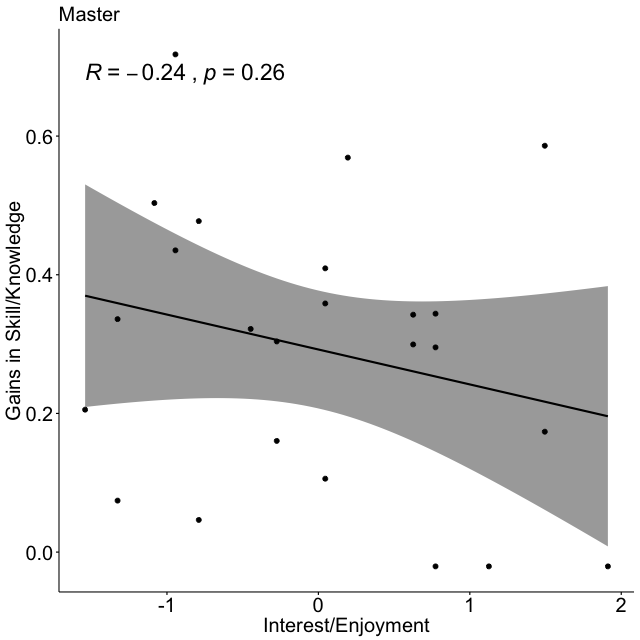 Master
R = −0.24 , p = 0.26
Gains in Skill/Knowledge
0.6
0.4
0.2
0.0
-1 0 1 2
Interest/Enjoyment